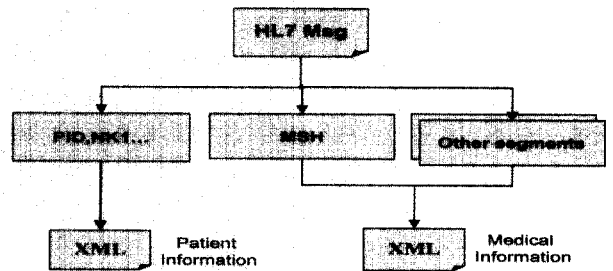 HL7 Msg
PID,NK1...
MSH
Other segments
XML
Patient
Information
XML
Medical
Information